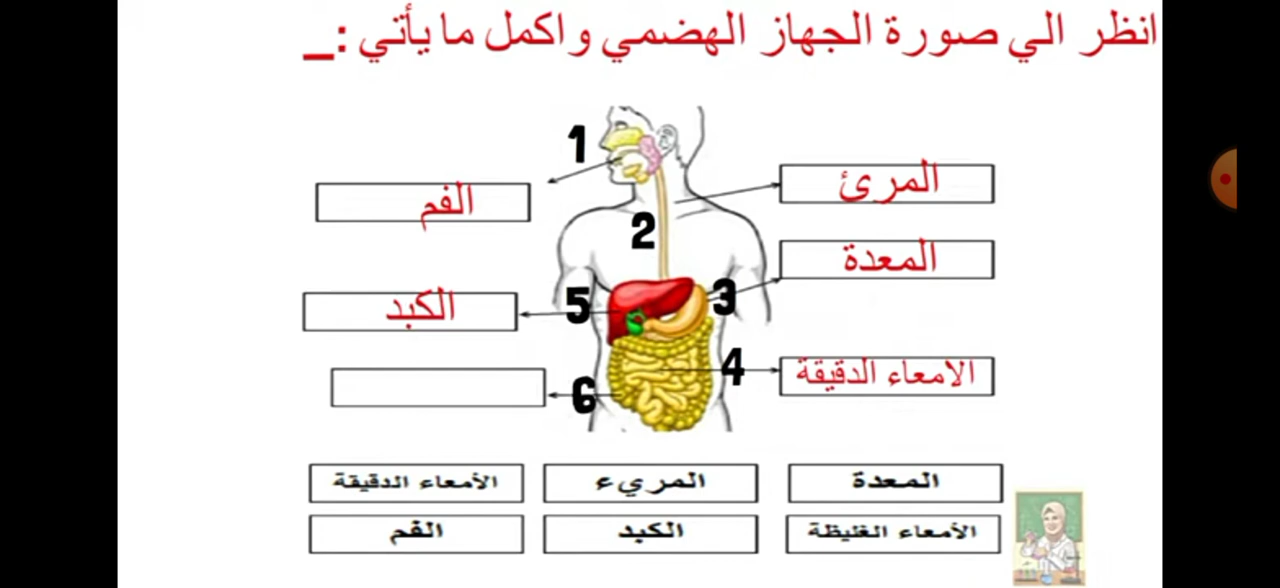 انظر الي صورة الجهاز الهضمي واكمل ما يأتي :_
1
الفم
المرئ
2
المعدة
3
5
الكبد
4
الامعاء الدقيقة
6
المعدة
المريء
الأمعاء الدقيقة
الأمعاء الغليظة
الكبد
الفم